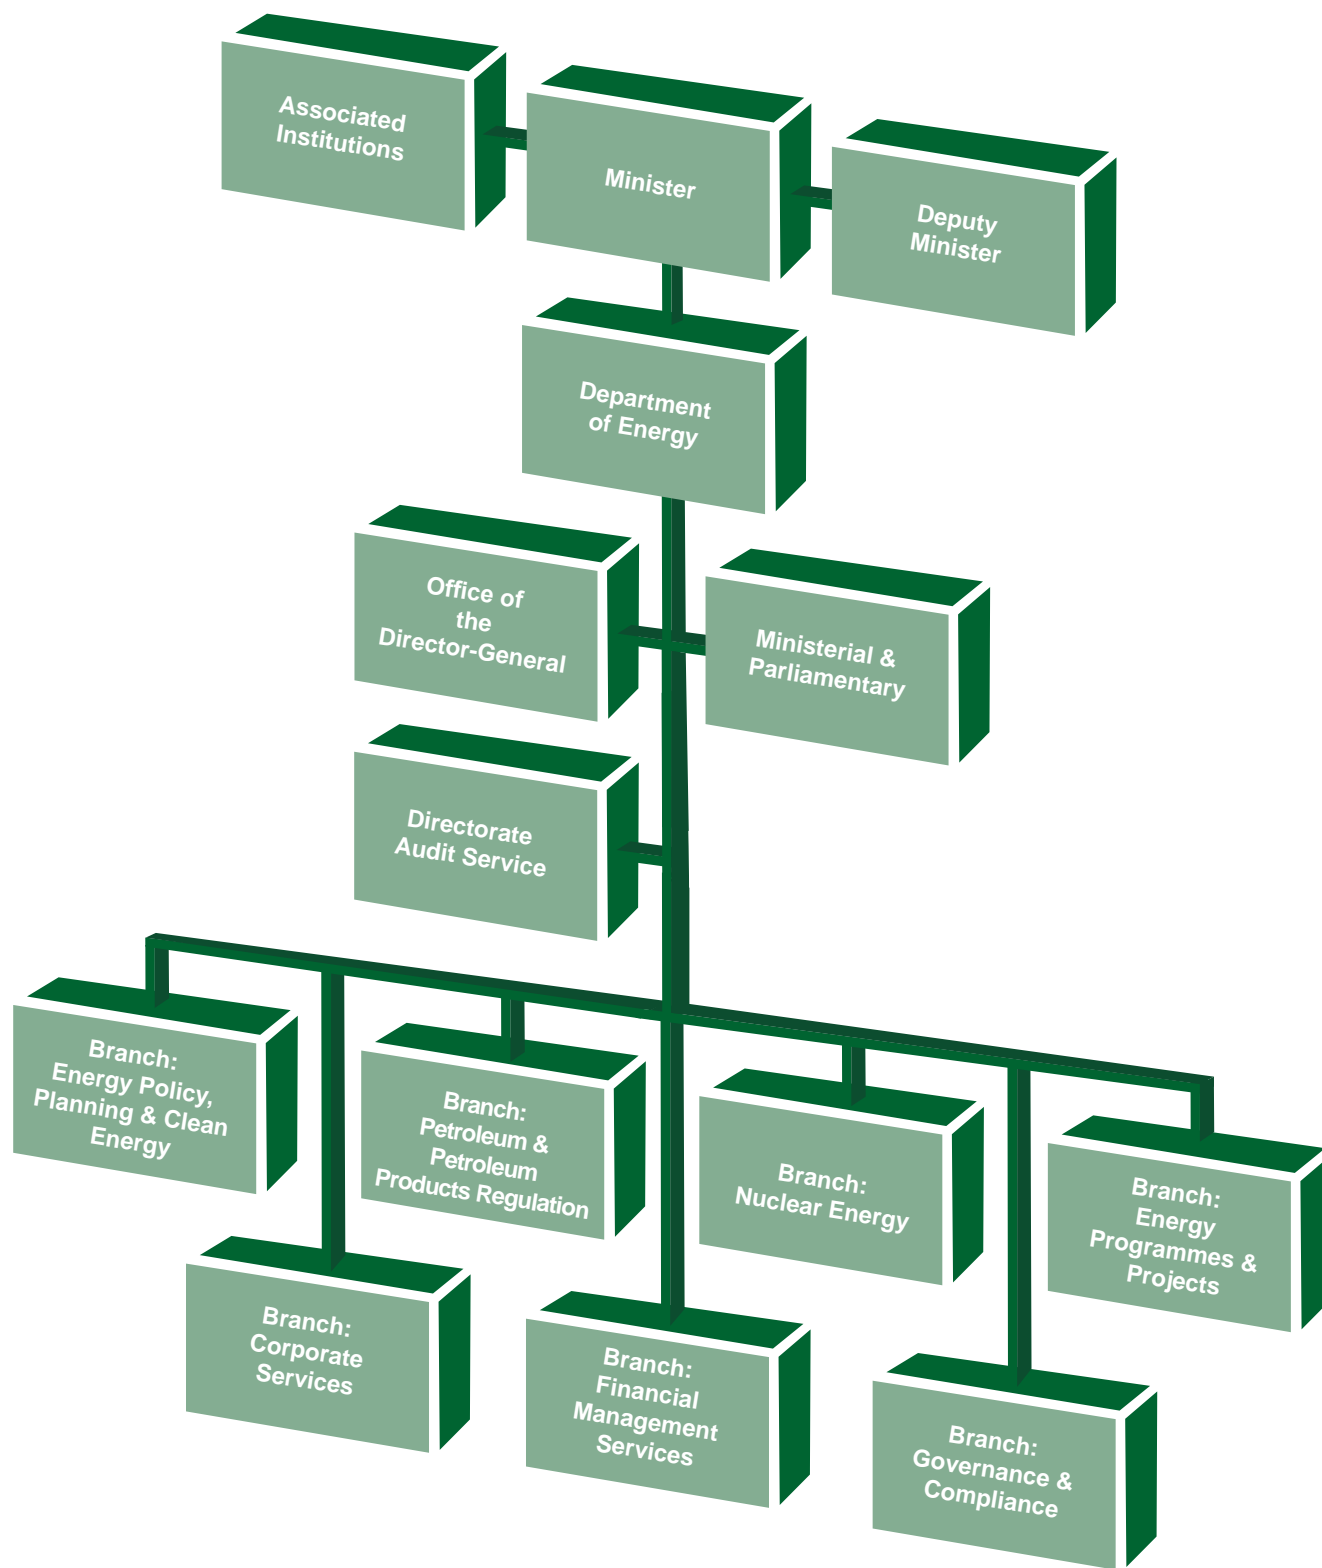 Associated
Institutions
Minister
Deputy
Minister
Department
of Energy
Office of
the
Director-General
Ministerial &
Parliamentary
Directorate
Audit Service
Branch:
Energy Policy,
Planning & Clean
Energy
Branch:
Petroleum &
Petroleum
Products Regulation
Branch:
Nuclear Energy
Branch:
Energy
Programmes &
Projects
Branch:
Corporate
Services
Branch:
Financial
Management
Services
Branch:
Governance &
Compliance